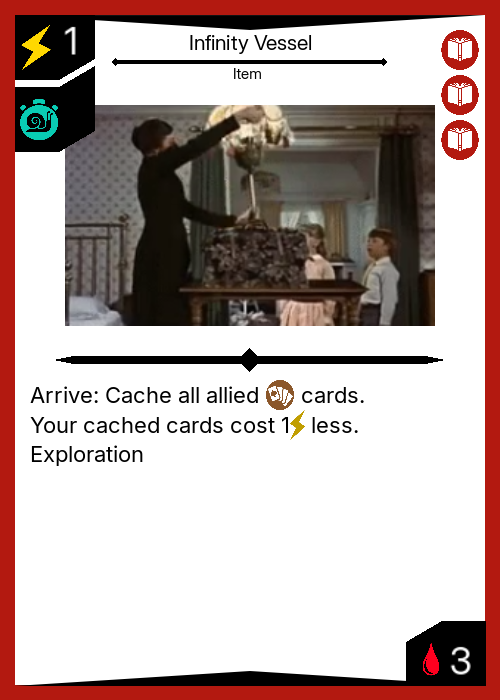 1
Infinity Vessel
Item
Arrive: Cache all allied cards.
Your cached cards cost 1 less.
Exploration
3